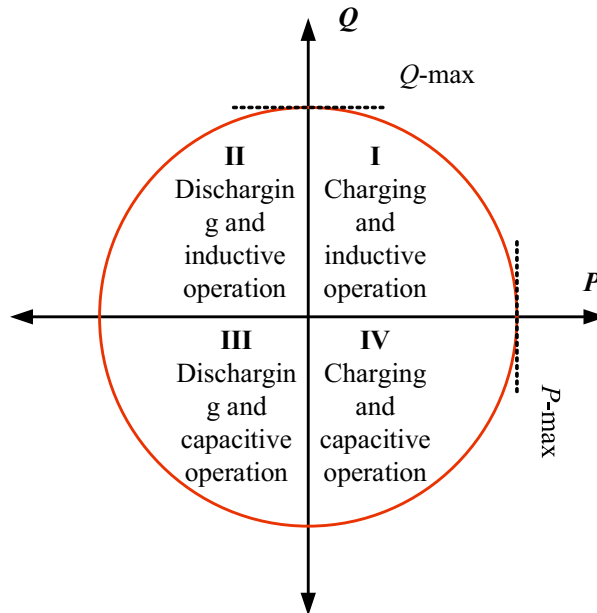 Q
Q-max
II
Dischargin
g and
inductive
operation
I
Charging
and
inductive
operation
P
III
Dischargin
g and
capacitive
operation
IV
Charging
and
capacitive
operation
P-max